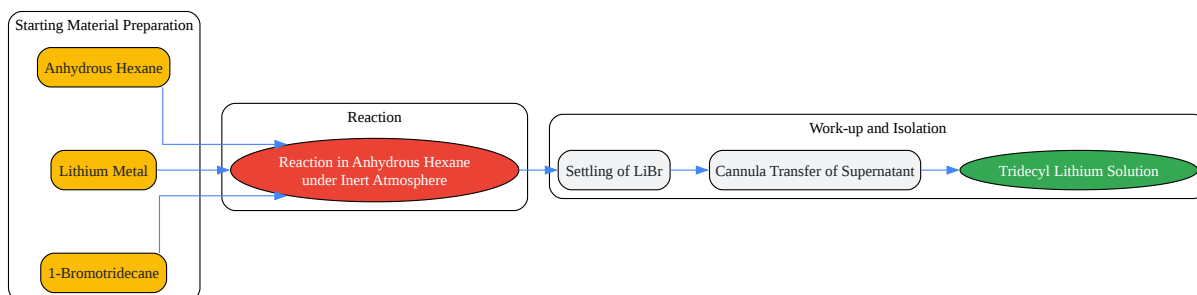 Starting Material Preparation
Anhydrous Hexane
Lithium Metal
1-Bromotridecane
Reaction
Reaction in Anhydrous Hexane
under Inert Atmosphere
Work-up and Isolation
Settling of LiBr
Cannula Transfer of Supernatant
Tridecyl Lithium Solution